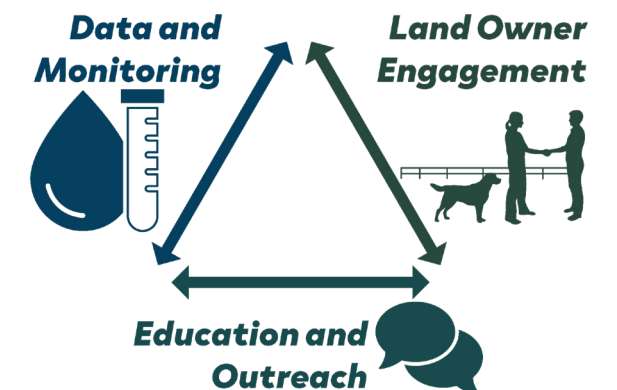 Data and
Monitoring
Land Owner
Engagement
Education and
Outreach